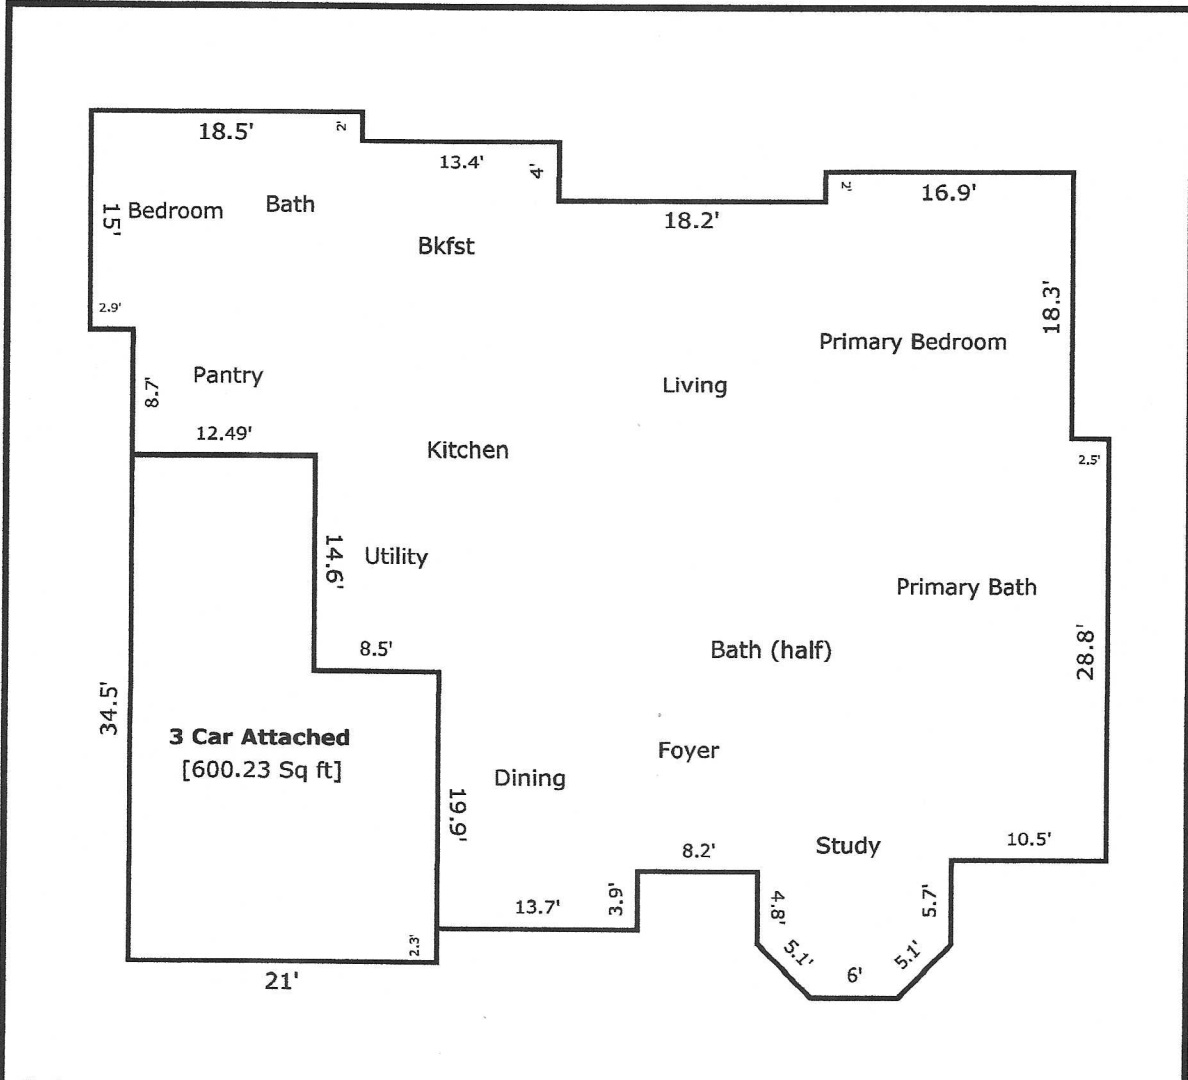 18.5'
2'
13.4'
4'
18.2'
2'
16.9'
15'
Bedroom
Bath
Bkfst
2.9'
18.3'
Primary Bedroom
8.7'
Pantry
Living
12.49'
Kitchen
2.5'
14.6'
Utility
Primary Bath
8.5'
Bath (half)
28.8'
34.5'
3 Car Attached
[600.23 Sq ft]
Foyer
Dining
19.9'
Study
8.2'
10.5'
13.7'
3.9'
4.8'
5.7'
2.3'
5.1'
5.1'
6'
21'